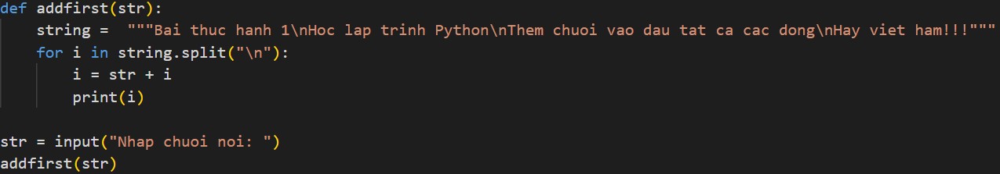 def addfirst(str):
    string =  """Bai thuc hanh 1\nHoc lap trinh Python\nThem chuoi vao dau tat ca cac dong\nHay viet ham!!!"""
    for i in string.split("\n"):
        i = str + i
        print(i)
str = input("Nhap chuoi noi: ")
addfirst(str)